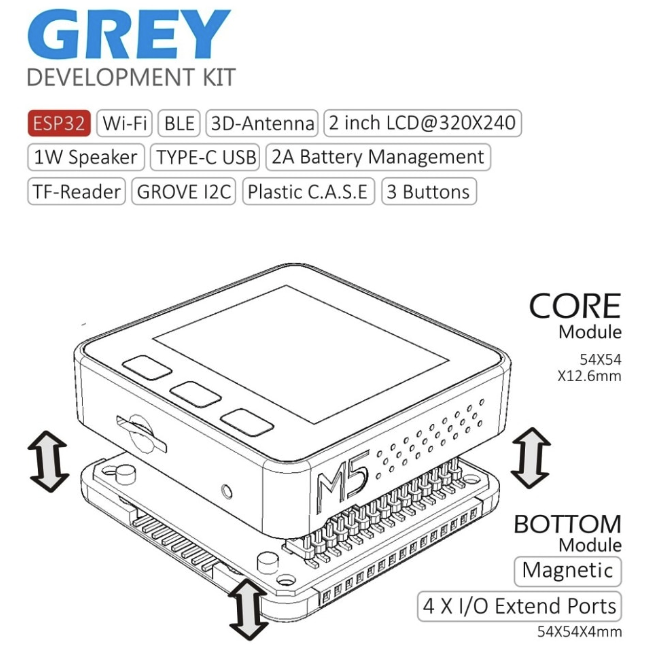 GREY
DEVELOPMENT KIT
ESP32 Wi-Fi BLE 3D-Antenna 2 inch LCD@320X240
1W Speaker TYPE-C USB 2A Battery Management
TF-Reader GROVE I2C Plastic C.A.S.E 3 Buttons
CORE
Module
54X54
X12.6mm
M5
BOTTOM
Module
Magnetic
4 X I/O Extend Ports
54X54X4mm